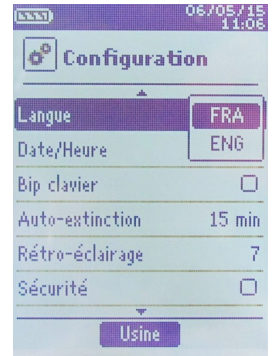 06/05/15
11:06
Configuration
Langue FRA
ENG
Date/Heure
Bip clavier
Auto-extinction 15 min
Rétro-éclairage 7
Sécurité
Usine